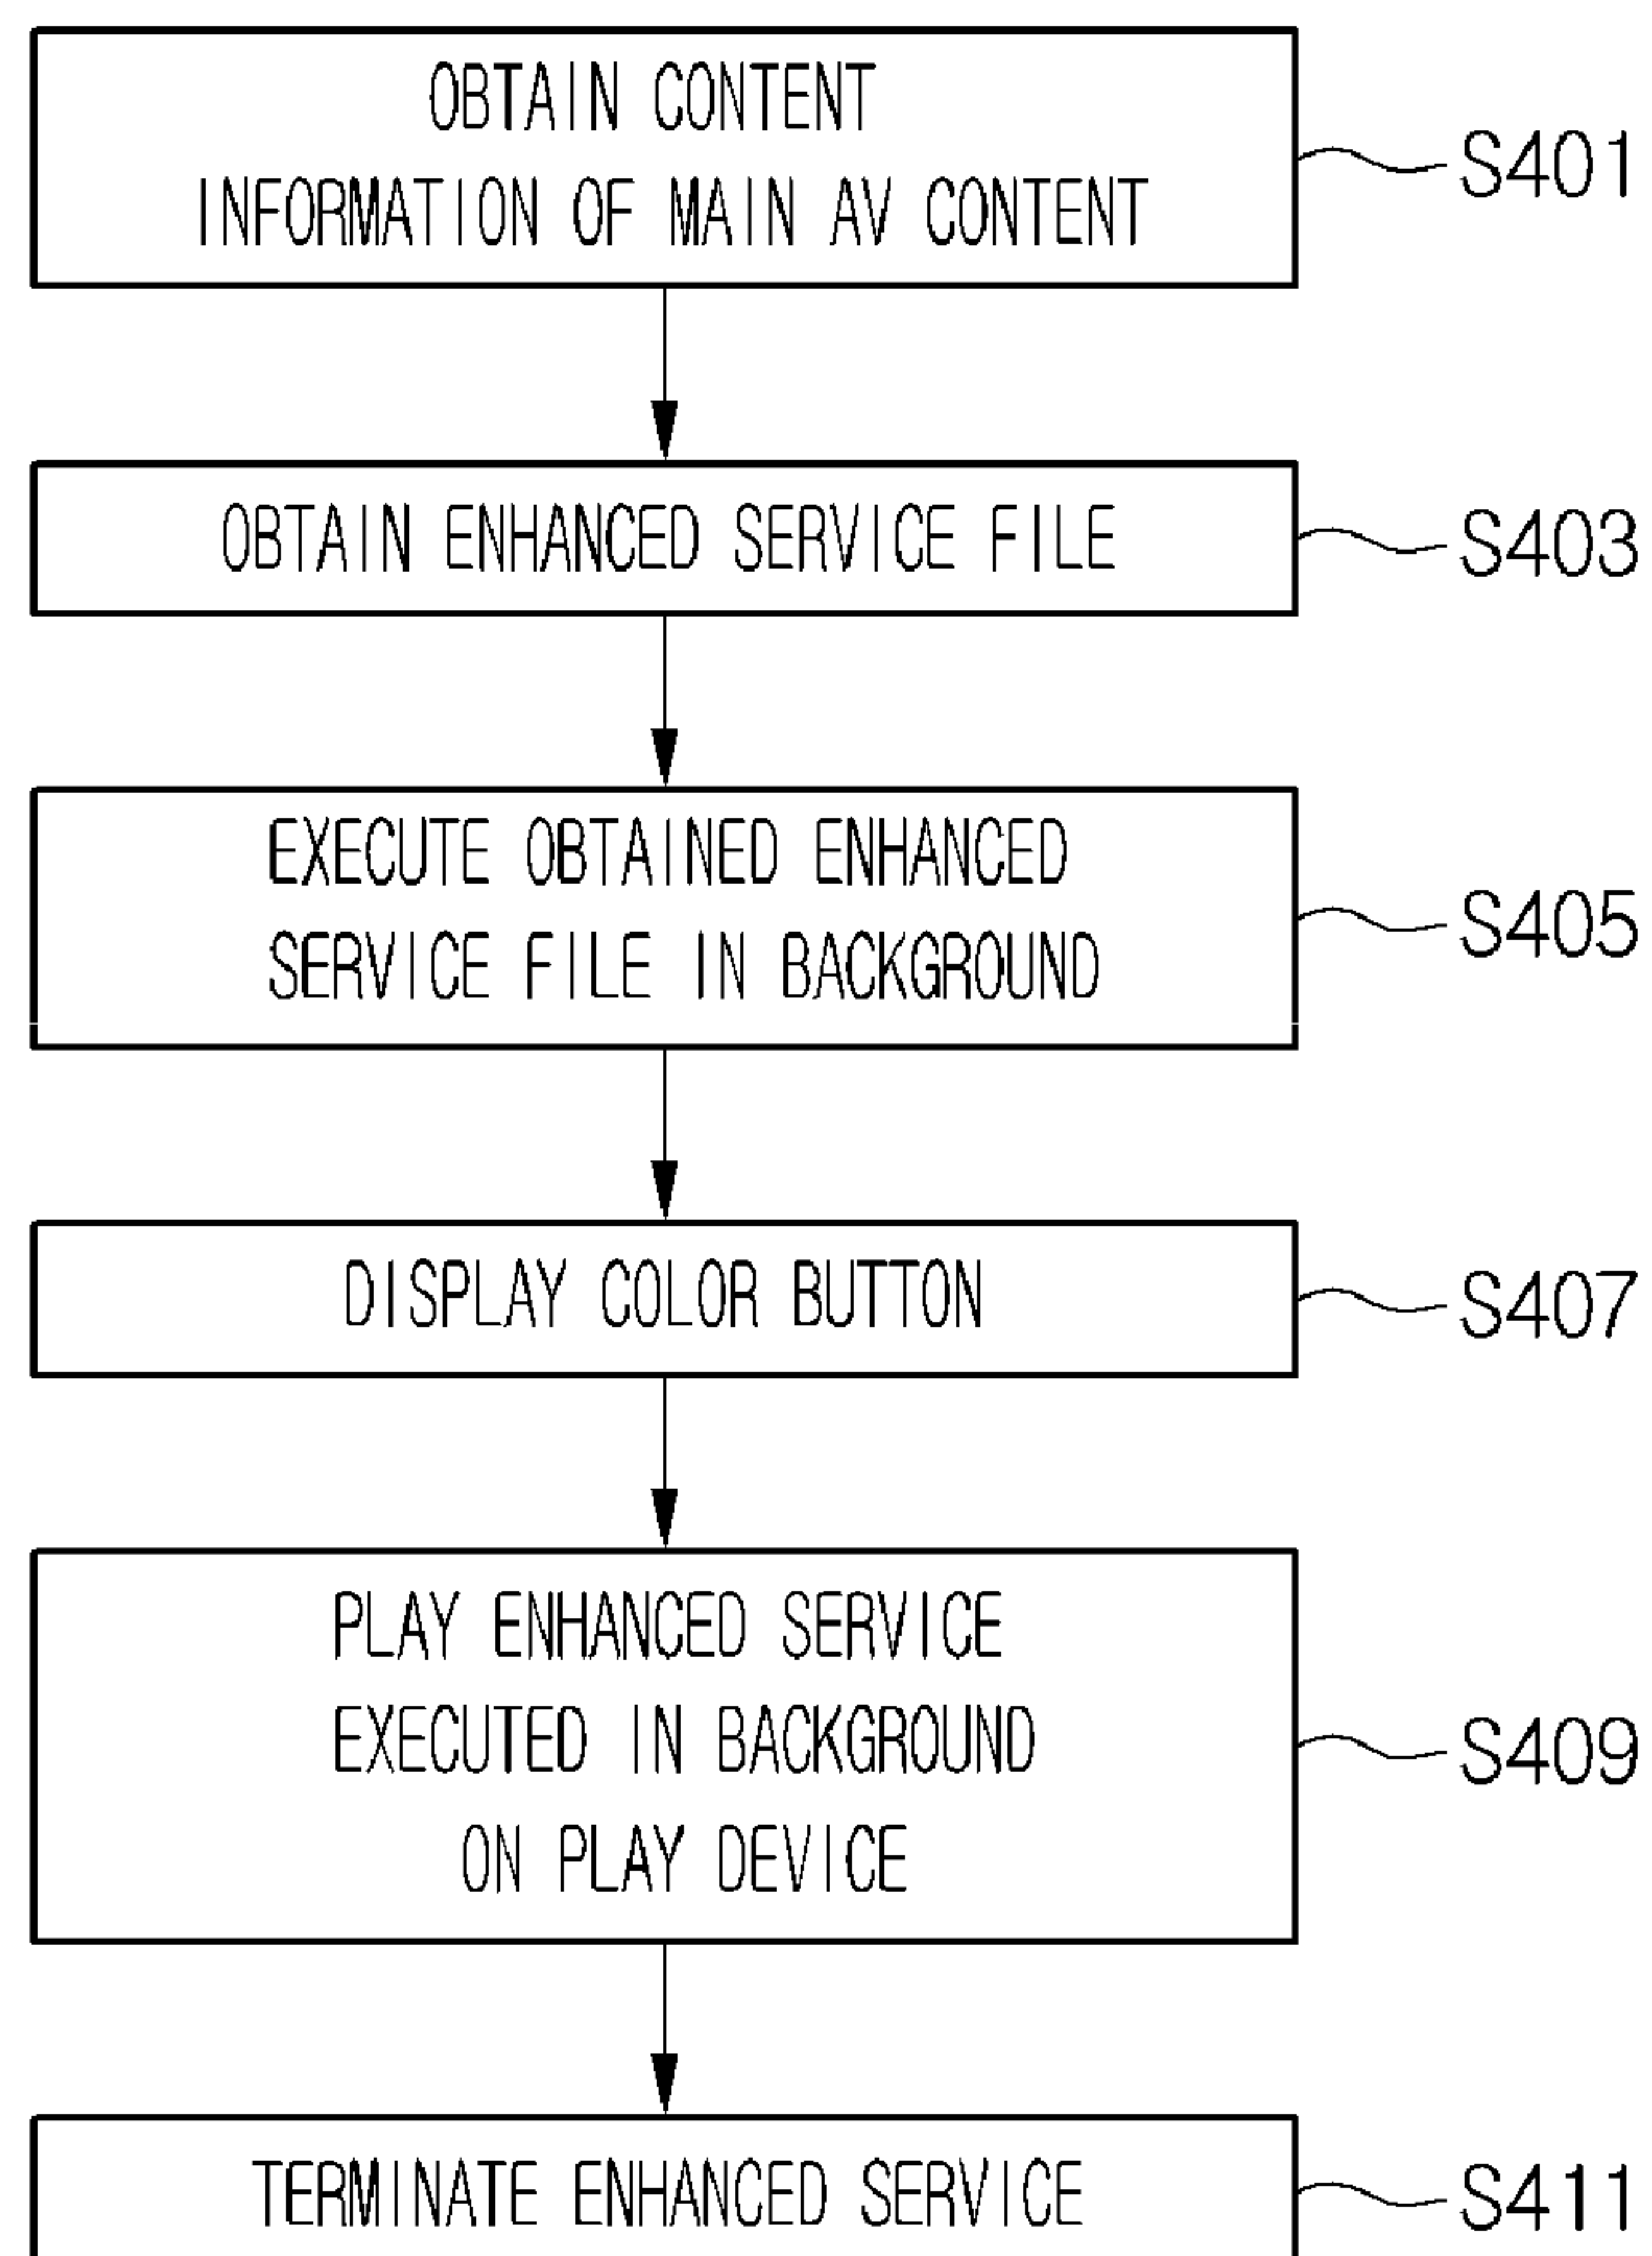 OBTAIN CONTENT
INFORMATION OF MAIN AV CONTENT
S401
OBTAIN ENHANCED SERVICE FILE
S403
EXECUTE OBTAINED ENHANCED
SERVICE FILE IN BACKGROUND
S405
DISPLAY COLOR BUTTON
S407
PLAY ENHANCED SERVICE
EXECUTED IN BACKGROUND
ON PLAY DEVICE
S409
TERMINATE ENHANCED SERVICE
S411